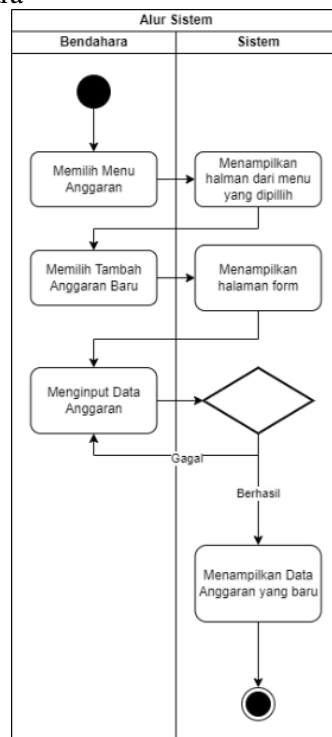 ra
Alur Sistem
Bendahara
Sistem
Memilih Menu
Anggaran
Menampilkan
halman dari menu
yang dipillih
Memilih Tambah
Anggaran Baru
Menampilkan
halaman form
Menginput Data
Anggaran
Gagal
Berhasil
Menampilkan Data
Anggaran yang baru